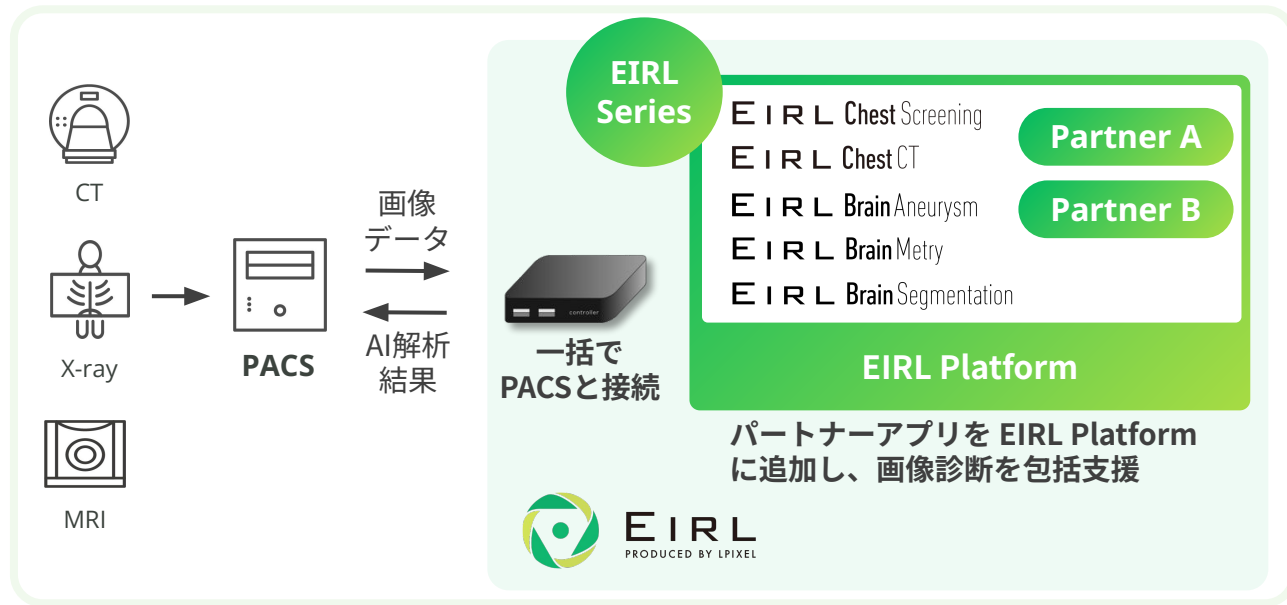 CT
X-ray
MRI
PACS
画像
データ
AI解析
結果
controller
一括で
PACSと接続
EIRL
Series
EIRL Chest Screening
EIRL Chest CT
EIRL Brain Aneurysm
EIRL Brain Metry
EIRL Brain Segmentation
Partner A
Partner B
EIRL Platform
パートナーアプリを EIRL Platform
に追加し、画像診断を包括支援
EIRL
PRODUCED BY LPIXEL